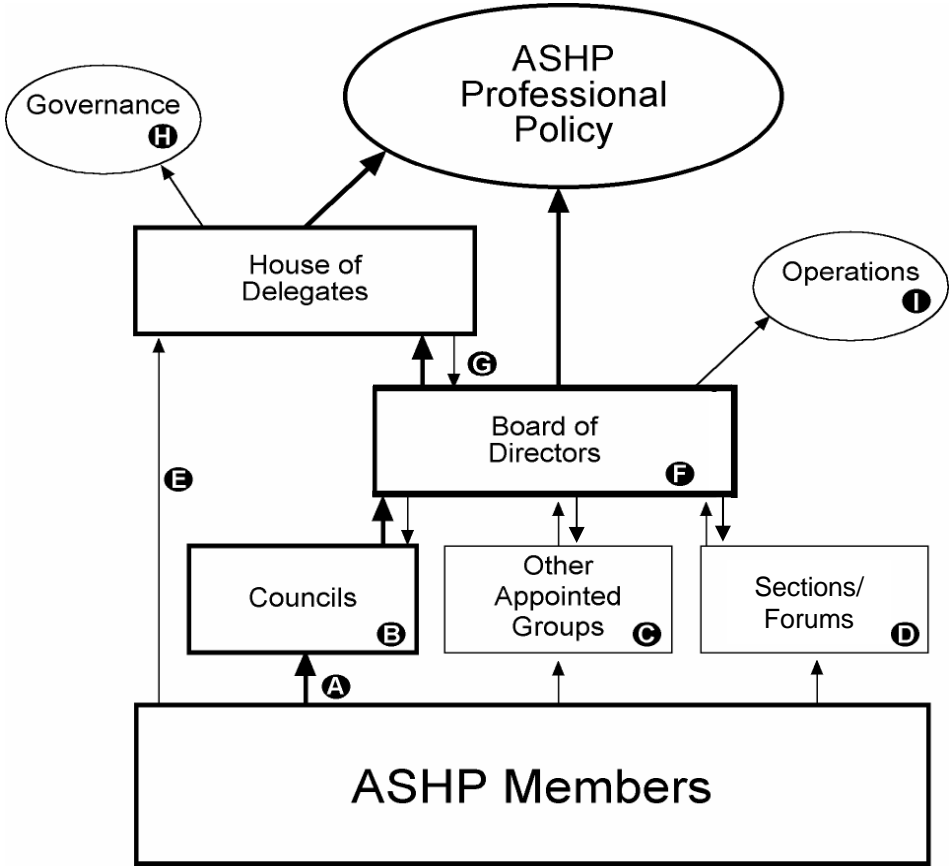 ASHP
Professional
Policy
Governance
H
House of
Delegates
Operations
I
G
Board of
Directors
F
E
Councils
B
Other
Appointed
Groups
C
Sections/
Forums
D
A
ASHP Members